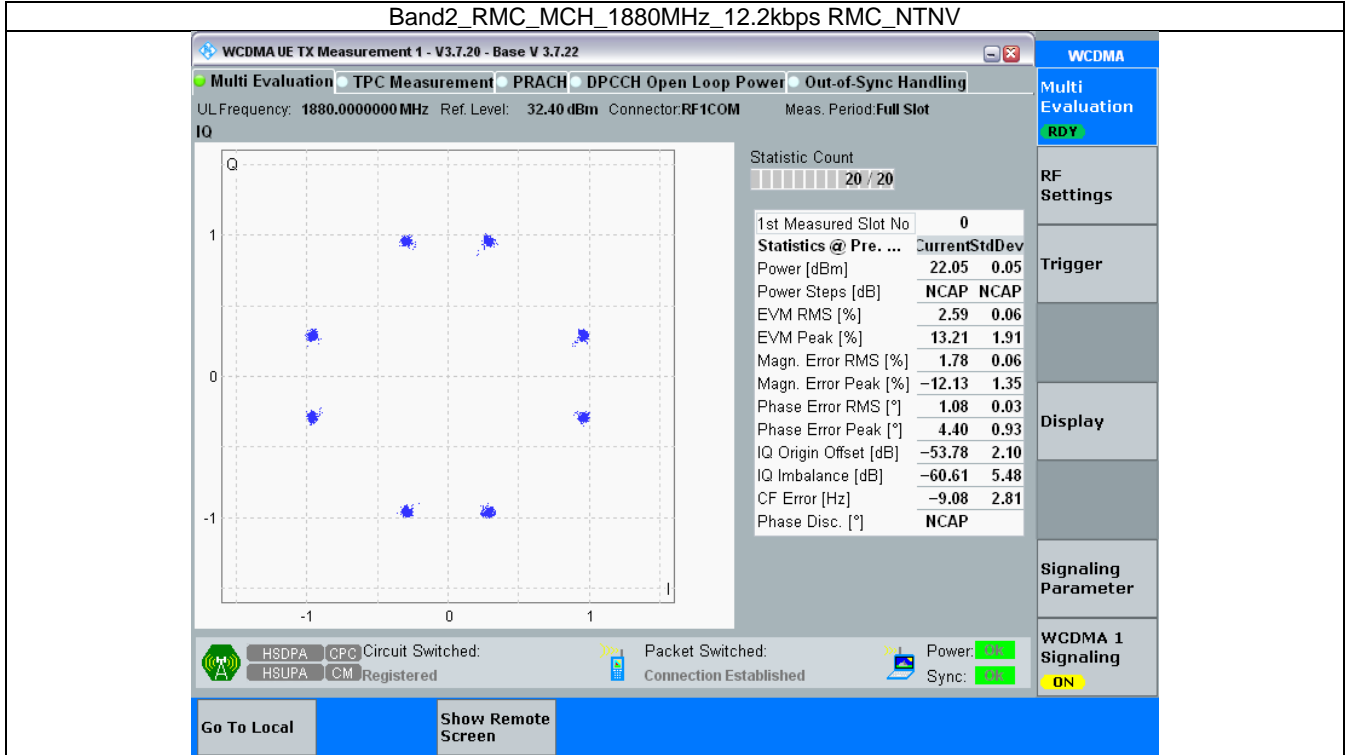 Band2_RMC_MCH_1880MHz_12.2kbps RMC_NTNV
WCDMA UE TX Measurement 1 - V3.7.20 - Base V 3.7.22
WCDMA
Multi Evaluation TPC Measurement PRACH DPCCH Open Loop Power Out-of-Sync Handling
Multi
Evaluation
RDY
UL Frequency: 1880.0000000 MHz Ref. Level: 32.40 dBm Connector:RF1COM Meas. Period:Full Slot
IQ
Q
1
0
-1
I
-1 0 1
Statistic Count
20 / 20
1st Measured Slot No 0
Statistics @ Pre. ... Current StdDev
Power [dBm] 22.05 0.05
Power Steps [dB] NCAP NCAP
EVM RMS [%] 2.59 0.06
EVM Peak [%] 13.21 1.91
Magn. Error RMS [%] 1.78 0.06
Magn. Error Peak [%] -12.13 1.35
Phase Error RMS [°] 1.08 0.03
Phase Error Peak [°] 4.40 0.93
IQ Origin Offset [dB] -53.78 2.10
IQ Imbalance [dB] -60.61 5.48
CF Error [Hz] -9.08 2.81
Phase Disc. [°] NCAP
RF
Settings
Trigger
Display
Signaling
Parameter
WCDMA 1
Signaling
ON
HSDPA CPC Circuit Switched: Packet Switched: Power: Ok
HSUPA CM Registered Connection Established Sync: Ok
Go To Local
Show Remote
Screen